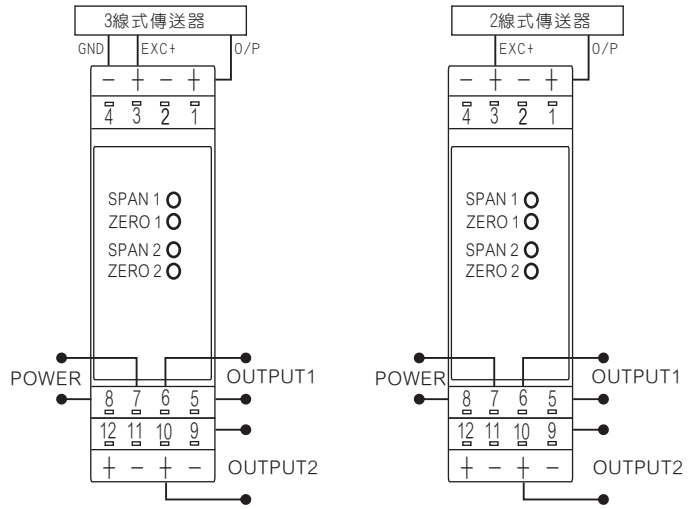 3線式傳送器
GND EXC+ O/P
− + − +
4 3 2 1
SPAN 1
ZERO 1
SPAN 2
ZERO 2
POWER OUTPUT1
8 7 6 5
12 11 10 9
+ − + − OUTPUT2
2線式傳送器
EXC+ O/P
− + − +
4 3 2 1
SPAN 1
ZERO 1
SPAN 2
ZERO 2
POWER OUTPUT1
8 7 6 5
12 11 10 9
+ − + − OUTPUT2